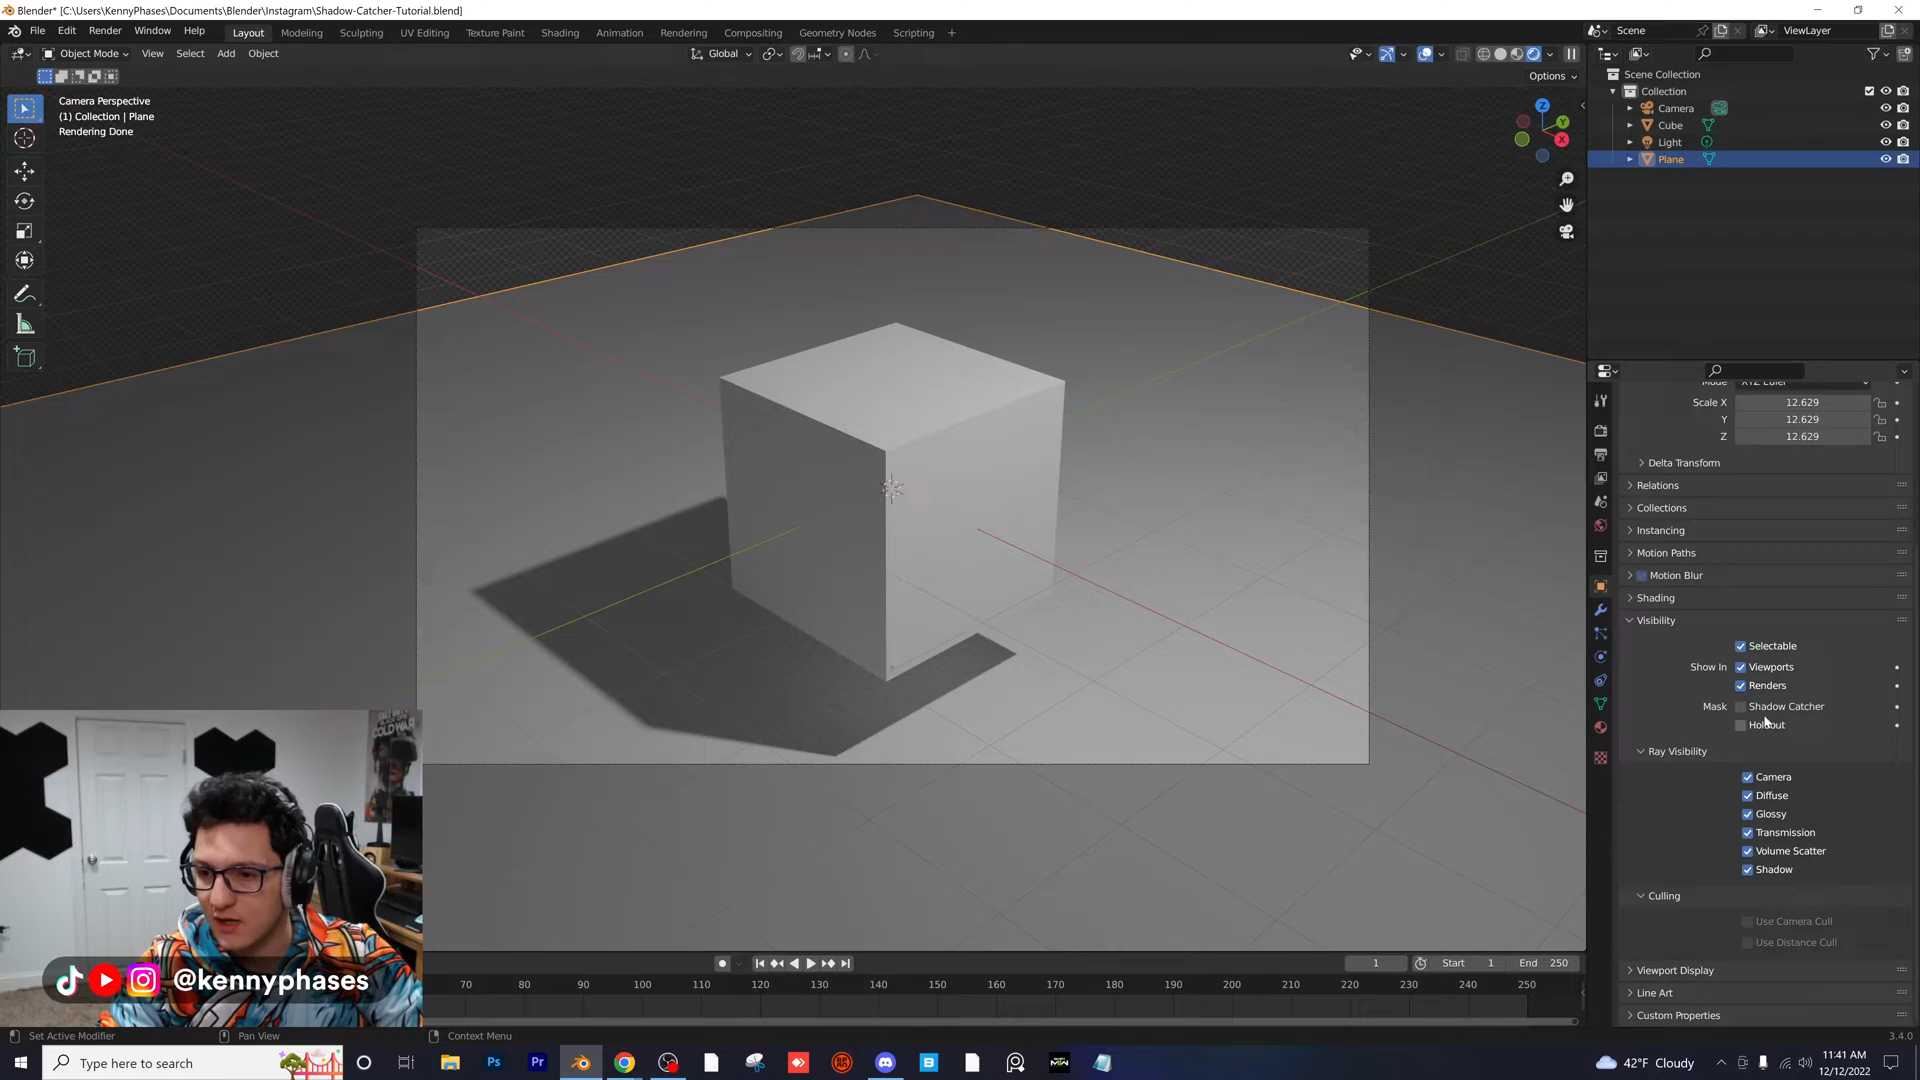 Blender* [C:\Users\KennyPhases\Documents\Blender\Instagram\Shadow-Catcher-Tutorial.blend]
File Edit Render Window Help Layout Modeling Sculpting UV Editing Texture Paint Shading Animation Rendering Compositing Geometry Nodes Scripting + Scene ViewLayer
Object Mode View Select Add Object Global
Options
Camera Perspective
(1) Collection | Plane
Rendering Done
Z
Y
X
Scene Collection
Collection
Camera
Cube
Light
Plane
Scale X 12.629
Y 12.629
Z 12.629
Delta Transform
Relations
Collections
Instancing
Motion Paths
Motion Blur
Shading
Visibility
Selectable
Show In Viewports
Renders
Mask Shadow Catcher
Ray Visibility
Camera
Diffuse
Glossy
Transmission
Volume Scatter
Shadow
Culling
Use Camera Cull
Use Distance Cull
Viewport Display
Line Art
Custom Properties
COLD WAR
@kennyphases
1 Start 1 End 250
70 80 90 100 110 120 130 140 150 160 170 180 190 200 210 220 230 240 250
Set Active Modifier Pan View Context Menu 3.4.0
Type here to search Ps Pr 42°F Cloudy 11:41 AM
12/12/2022